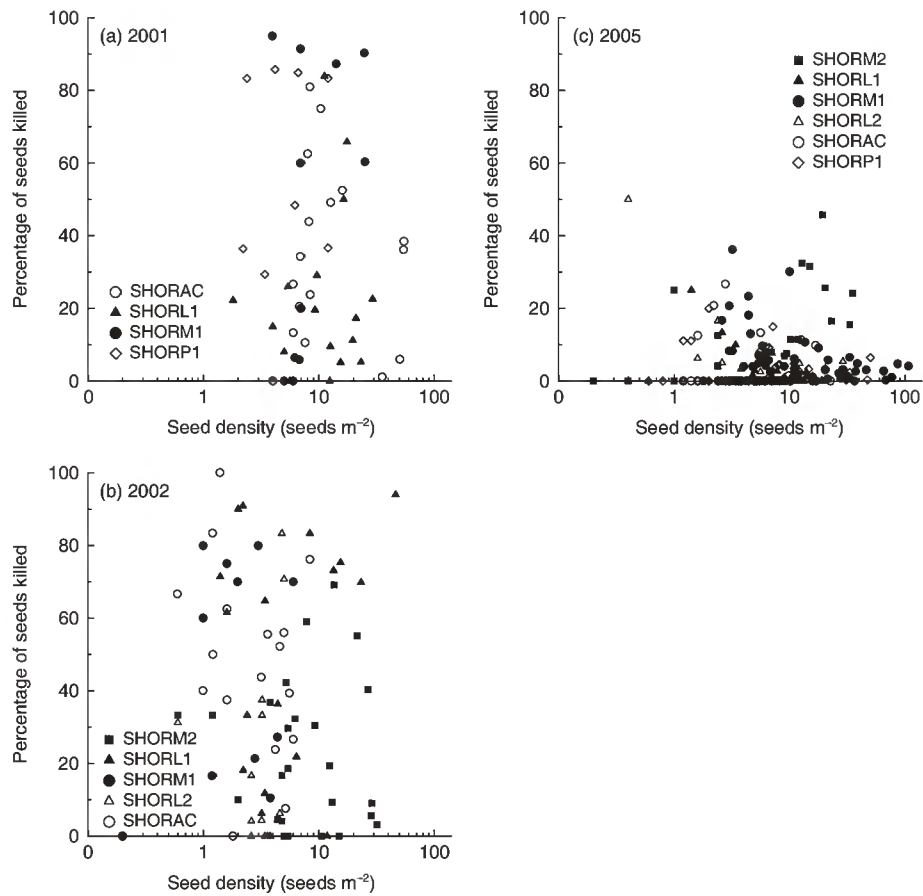 (a) 2001
100
80
60
40
20
0
Percentage of seeds killed
SHORAC
SHORL1
SHORM1
SHORP1
0 1 10 100
Seed density (seeds m⁻²)
(c) 2005
100
80
60
40
20
0
Percentage of seeds killed
SHORM2
SHORL1
SHORM1
SHORL2
SHORAC
SHORP1
0 1 10 100
Seed density (seeds m⁻²)
(b) 2002
100
80
60
40
20
0
Percentage of seeds killed
SHORM2
SHORL1
SHORM1
SHORL2
SHORAC
0 1 10 100
Seed density (seeds m⁻²)